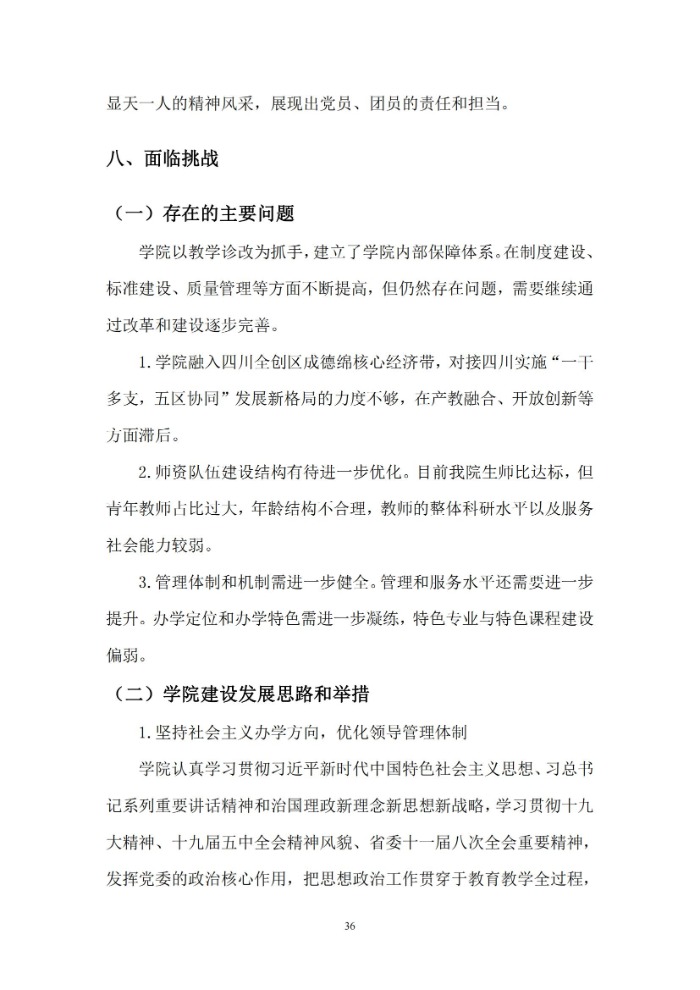 显天一人的精神风采，展现出党员、团员的责任和担当。
八、面临挑战
（一）存在的主要问题
学院以教学诊改为抓手，建立了学院内部保障体系。在制度建设、
标准建设、质量管理等方面不断提高，但仍然存在问题，需要继续通
过改革和建设逐步完善。
1.学院融入四川全创区成德绵核心经济带，对接四川实施“一干
多支，五区协同”发展新格局的力度不够，在产教融合、开放创新等
方面滞后。
2.师资队伍建设结构有待进一步优化。目前我院生师比达标，但
青年教师占比过大，年龄结构不合理，教师的整体科研水平以及服务
社会能力较弱。
3.管理体制和机制需进一步健全。管理和服务水平还需要进一步
提升。办学定位和办学特色需进一步凝练，特色专业与特色课程建设
偏弱。
（二）学院建设发展思路和举措
1.坚持社会主义办学方向，优化领导管理体制
学院认真学习贯彻习近平新时代中国特色社会主义思想、习总书
记系列重要讲话精神和治国理政新理念新思想新战略，学习贯彻十九
大精神、十九届五中全会精神风貌、省委十一届八次全会重要精神，
发挥党委的政治核心作用，把思想政治工作贯穿于教育教学全过程，
36